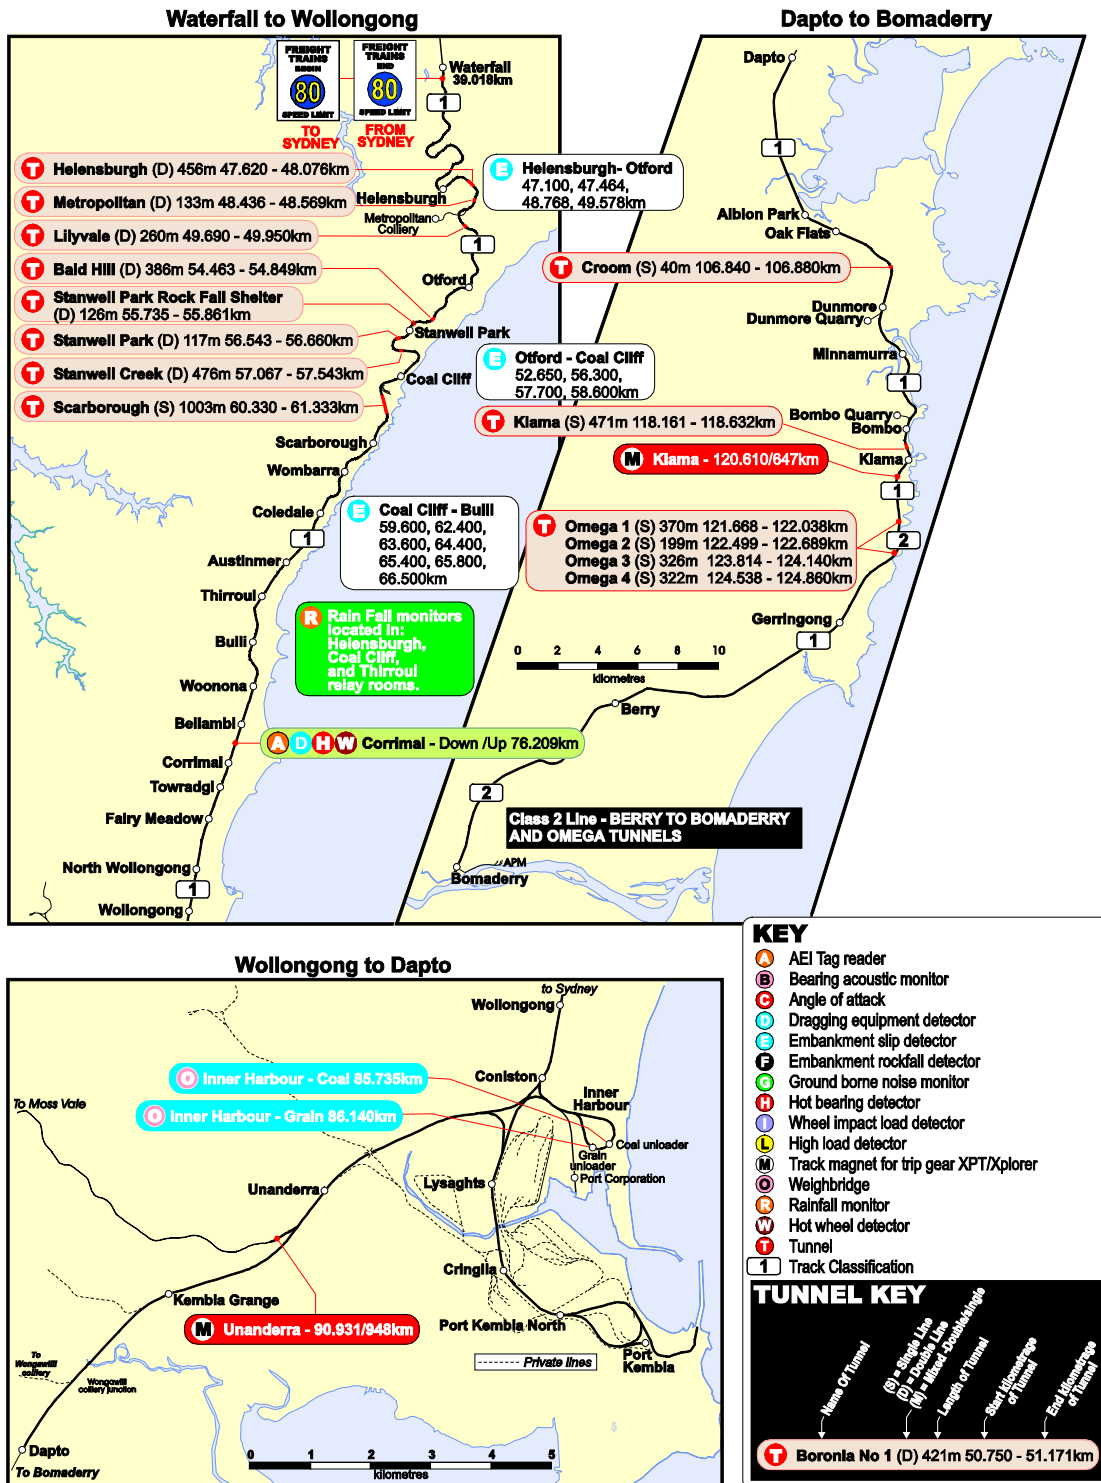 Waterfall to Wollongong
FREIGHT
TRAINS
BEGIN
80
SPEED LIMIT
TO
SYDNEY
FREIGHT
TRAINS
END
80
SPEED LIMIT
FROM
SYDNEY
Waterfall
39.018km
1
T Helensburgh (D) 456m 47.620 - 48.076km
T Metropolitan (D) 133m 48.436 - 48.569km
T Lilyvale (D) 260m 49.690 - 49.950km
T Bald Hill (D) 386m 54.463 - 54.849km
T Stanwell Park Rock Fall Shelter
(D) 126m 55.735 - 55.861km
T Stanwell Park (D) 117m 56.543 - 56.660km
T Stanwell Creek (D) 476m 57.067 - 57.543km
T Scarborough (S) 1003m 60.330 - 61.333km
Helensburgh
Metropolitan
Colliery
1
Otford
Stanwell Park
Coal Cliff
Scarborough
Wombarra
Coledale
1
Austinmer
Thirroul
Bulli
Woonona
Bellambi
Corrimal
Towradgi
Fairy Meadow
North Wollongong
1
Wollongong
E Helensburgh- Otford
47.100, 47.464,
48.768, 49.578km
E Otford - Coal Cliff
52.650, 56.300,
57.700, 58.600km
E Coal Cliff - Bulli
59.600, 62.400,
63.600, 64.400,
65.400, 65.800,
66.500km
R Rain Fall monitors
located in:
Helensburgh,
Coal Cliff,
and Thirroul
relay rooms.
A D H W Corrimal - Down /Up 76.209km
Dapto to Bomaderry
Dapto
1
Albion Park
Oak Flats
T Croom (S) 40m 106.840 - 106.880km
Dunmore
Dunmore Quarry
Minnamurra
1
Bombo Quarry
Bombo
T Kiama (S) 471m 118.161 - 118.632km
Kiama
M Kiama - 120.610/647km
1
T Omega 1 (S) 370m 121.668 - 122.038km
Omega 2 (S) 199m 122.499 - 122.689km
Omega 3 (S) 326m 123.814 - 124.140km
Omega 4 (S) 322m 124.538 - 124.860km
2
Gerringong
1
0 2 4 6 8 10
kilometres
Berry
2
Class 2 Line - BERRY TO BOMADERRY
AND OMEGA TUNNELS
APM
Bomaderry
Wollongong to Dapto
to Sydney
Wollongong
Coniston
O Inner Harbour - Coal 85.735km
O Inner Harbour - Grain 86.140km
Inner
Harbour
Coal unloader
Grain
unloader
Port Corporation
To Moss Vale
Unanderra
Lysaghts
Cringila
Kembla Grange
M Unanderra - 90.931/948km
Port Kembla North
Port
Kembla
Private lines
To
Wongawilli
colliery
Wongawilli
colliery junction
Dapto
To Bomaderry
0 1 2 3 4 5
kilometres
KEY
A AEI Tag reader
B Bearing acoustic monitor
C Angle of attack
D Dragging equipment detector
E Embankment slip detector
F Embankment rockfall detector
G Ground borne noise monitor
H Hot bearing detector
I Wheel impact load detector
L High load detector
M Track magnet for trip gear XPT/Xplorer
O Weighbridge
R Rainfall monitor
W Hot wheel detector
T Tunnel
1 Track Classification
TUNNEL KEY
Name Of Tunnel
(S) = Single Line
(D) = Double Line
(M) = Mixed -Double/single
Length of Tunnel
Start kilometrage
of Tunnel
End Kilometrage
of Tunnel
T Boronia No 1 (D) 421m 50.750 - 51.171km